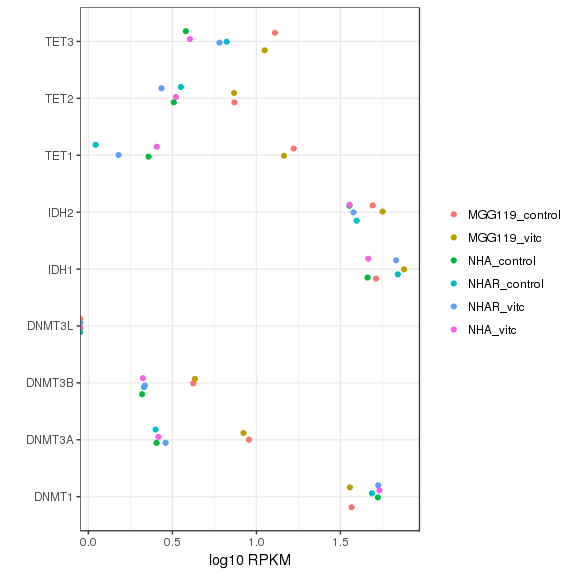 TET3
TET2
TET1
IDH2
IDH1
DNMT3L
DNMT3B
DNMT3A
DNMT1
0.0 0.5 1.0 1.5
log10 RPKM
MGG119_control
MGG119_vitc
NHA_control
NHAR_control
NHAR_vitc
NHA_vitc